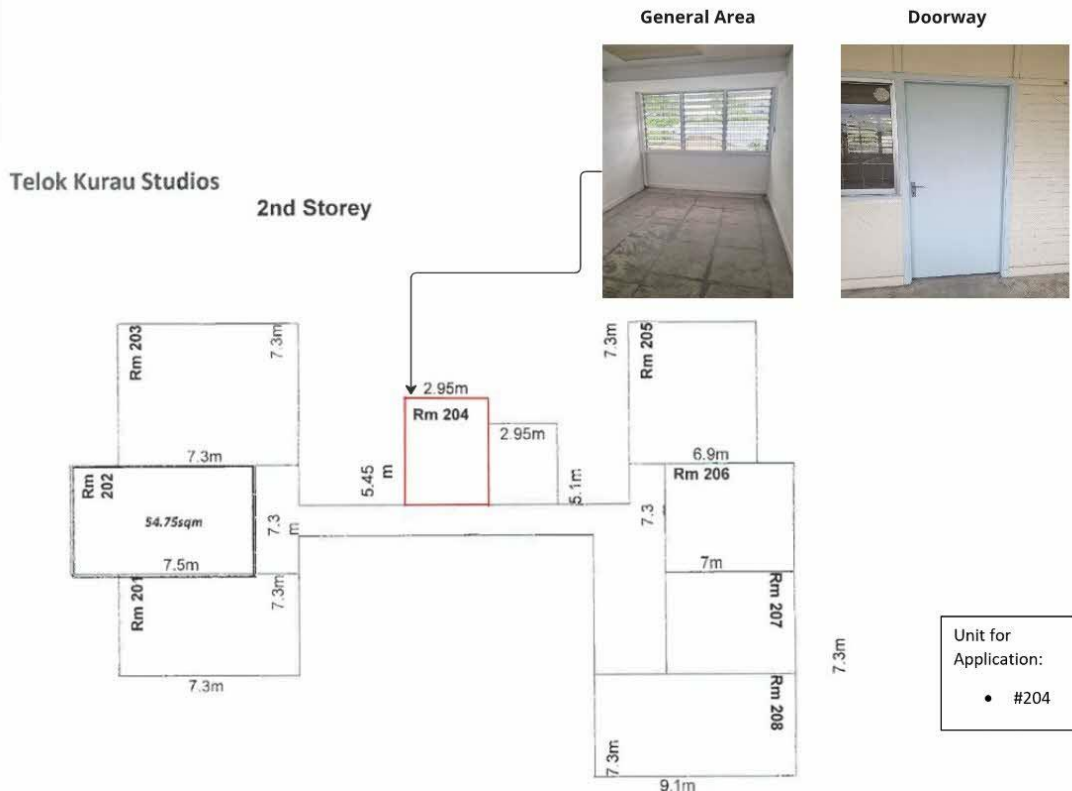 General Area
Doorway
Telok Kurau Studios
2nd Storey
Rm 203
7.3m
7.3m
Rm 205
7.3m
2.95m
Rm 204
2.95m
5.45
m
5.1m
6.9m
7.3m
Rm
202
54.75sqm
7.5m
7.3
m
Rm 206
7.3
7m
Rm 201
7.3m
7.3m
Rm 207
7.3m
Rm 208
7.3m
9.1m
Unit for
Application:
• #204